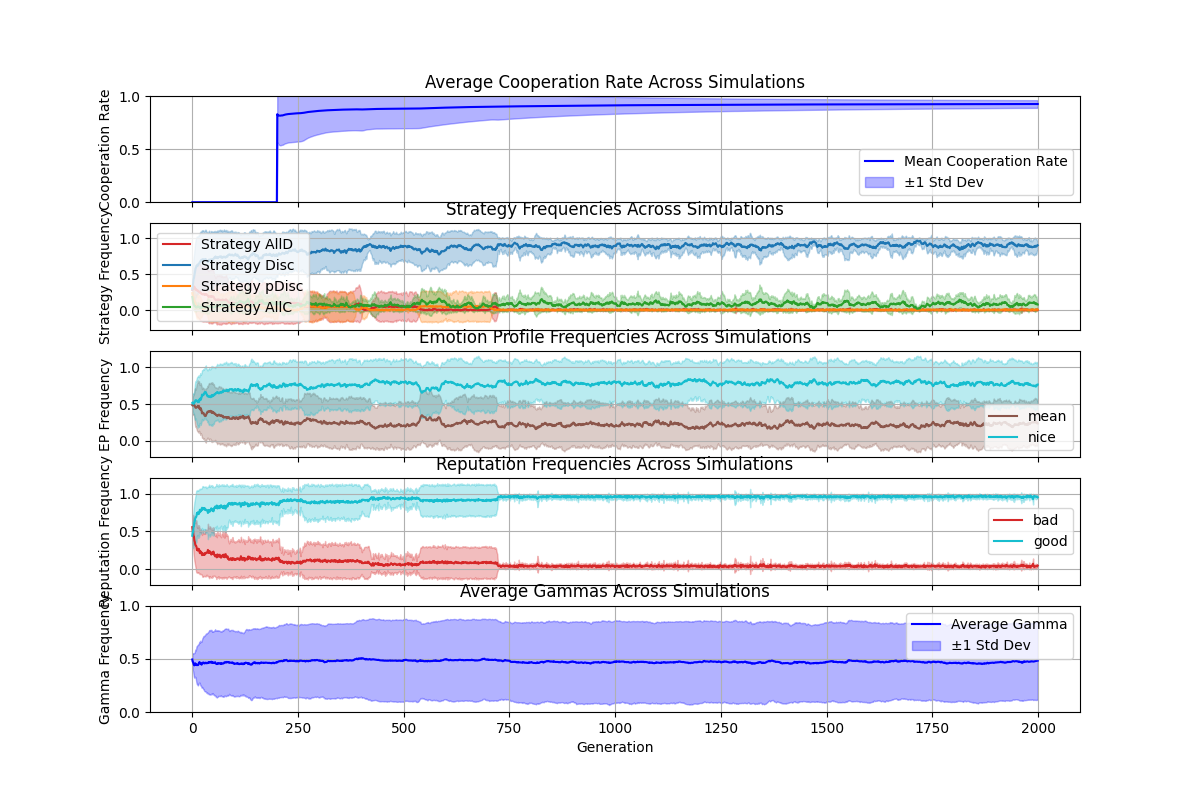 Average Cooperation Rate Across Simulations
Cooperation Rate
1.0
0.5
0.0
Mean Cooperation Rate
±1 Std Dev
Strategy Frequencies Across Simulations
Strategy Frequency
1.0
0.5
0.0
Strategy AllD
Strategy Disc
Strategy pDisc
Strategy AllC
Emotion Profile Frequencies Across Simulations
EP Frequency
1.0
0.5
0.0
mean
nice
Reputation Frequencies Across Simulations
Reputation Frequency
1.0
0.5
0.0
bad
good
Average Gammas Across Simulations
Gamma Frequency
1.0
0.5
0.0
Average Gamma
±1 Std Dev
0 250 500 750 1000 1250 1500 1750 2000
Generation